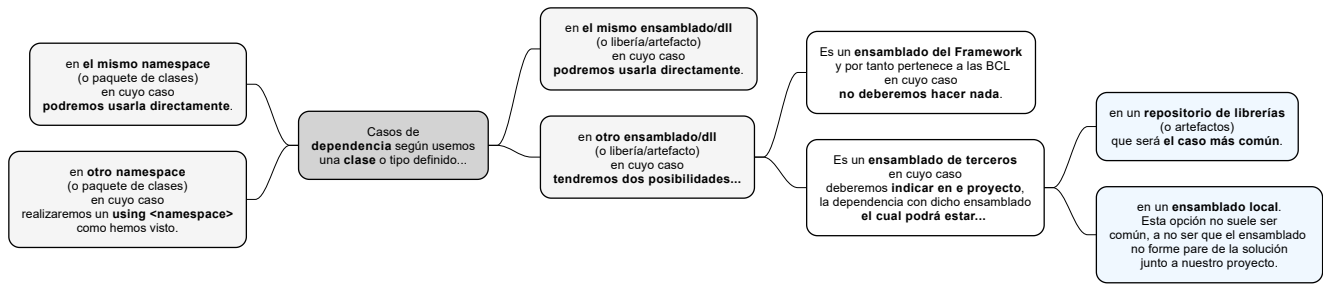 en el mismo namespace
(o paquete de clases)
en cuyo caso
podremos usarla directamente.
en otro namespace
(o paquete de clases)
en cuyo caso
realizaremos un using <namespace>
como hemos visto.
Casos de
dependencia según usemos
una clase o tipo definido...
en el mismo ensamblado/dll
(o libería/artefacto)
en cuyo caso
podremos usarla directamente.
en otro ensamblado/dll
(o libería/artefacto)
en cuyo caso
tendremos dos posibilidades...
Es un ensamblado del Framework
y por tanto pertenece a las BCL
en cuyo caso
no deberemos hacer nada.
Es un ensamblado de terceros
en cuyo caso
deberemos indicar en e proyecto,
la dependencia con dicho ensamblado
el cual podrá estar...
en un repositorio de librerías
(o artefactos)
que será el caso más común.
en un ensamblado local.
Esta opción no suele ser
común, a no ser que el ensamblado
no forme pare de la solución
junto a nuestro proyecto.